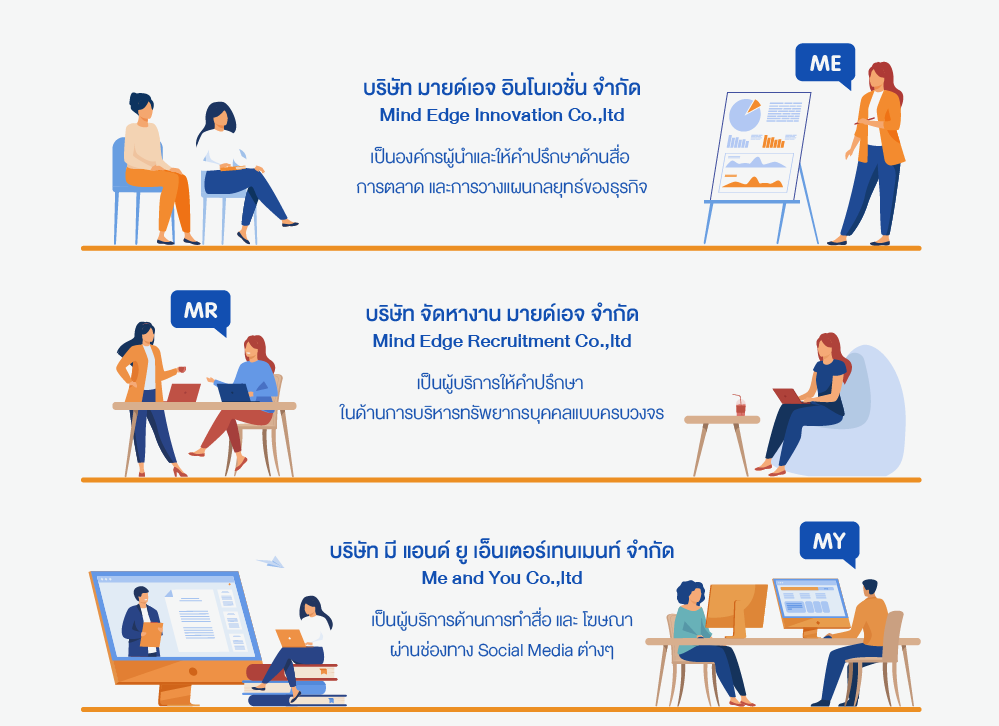 ME
บริษัท มายด์เอจ อินโนเวชั่น จำกัด
Mind Edge Innovation Co.,ltd
เป็นองค์กรผู้นำและให้คำปรึกษาด้านสื่อ
การตลาด และการวางแผนกลยุทธ์ของธุรกิจ
MR
บริษัท จัดหางาน มายด์เอจ จำกัด
Mind Edge Recruitment Co.,ltd
เป็นผู้บริการให้คำปรึกษา
ในด้านการบริหารทรัพยากรบุคคลแบบครบวงจร
MY
บริษัท มี แอนด์ ยู เอ็นเตอร์เทนเมนท์ จำกัด
Me and You Co.,ltd
เป็นผู้บริการด้านการทำสื่อ และ โฆษณา
ผ่านช่องทาง Social Media ต่างๆ